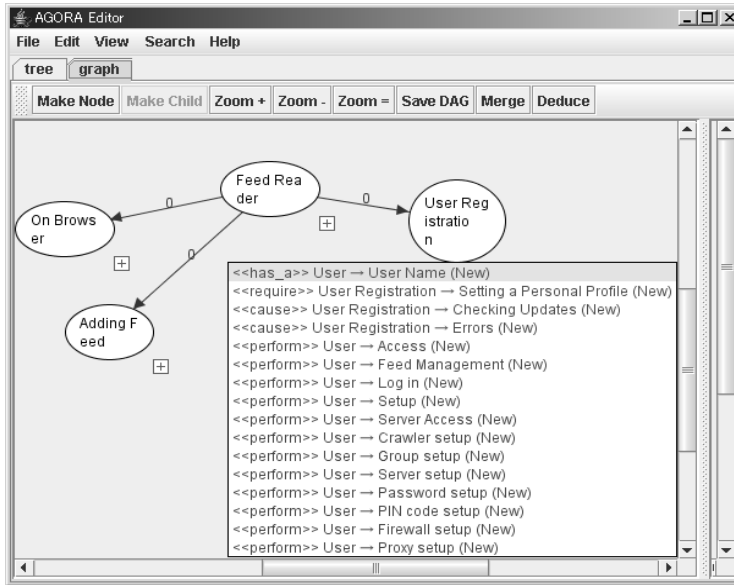 AGORA Editor
File Edit View Search Help
tree graph
Make Node Make Child Zoom + Zoom - Zoom = Save DAG Merge Deduce
Feed Rea
der
0
0
User Reg
istratio
n
On Brows
er
0
Adding F
eed
<<has_a>> User → User Name (New)
<<require>> User Registration → Setting a Personal Profile (New)
<<cause>> User Registration → Checking Updates (New)
<<cause>> User Registration → Errors (New)
<<perform>> User → Access (New)
<<perform>> User → Feed Management (New)
<<perform>> User → Log in (New)
<<perform>> User → Setup (New)
<<perform>> User → Server Access (New)
<<perform>> User → Crawler setup (New)
<<perform>> User → Group setup (New)
<<perform>> User → Server setup (New)
<<perform>> User → Password setup (New)
<<perform>> User → PIN code setup (New)
<<perform>> User → Firewall setup (New)
<<perform>> User → Proxy setup (New)